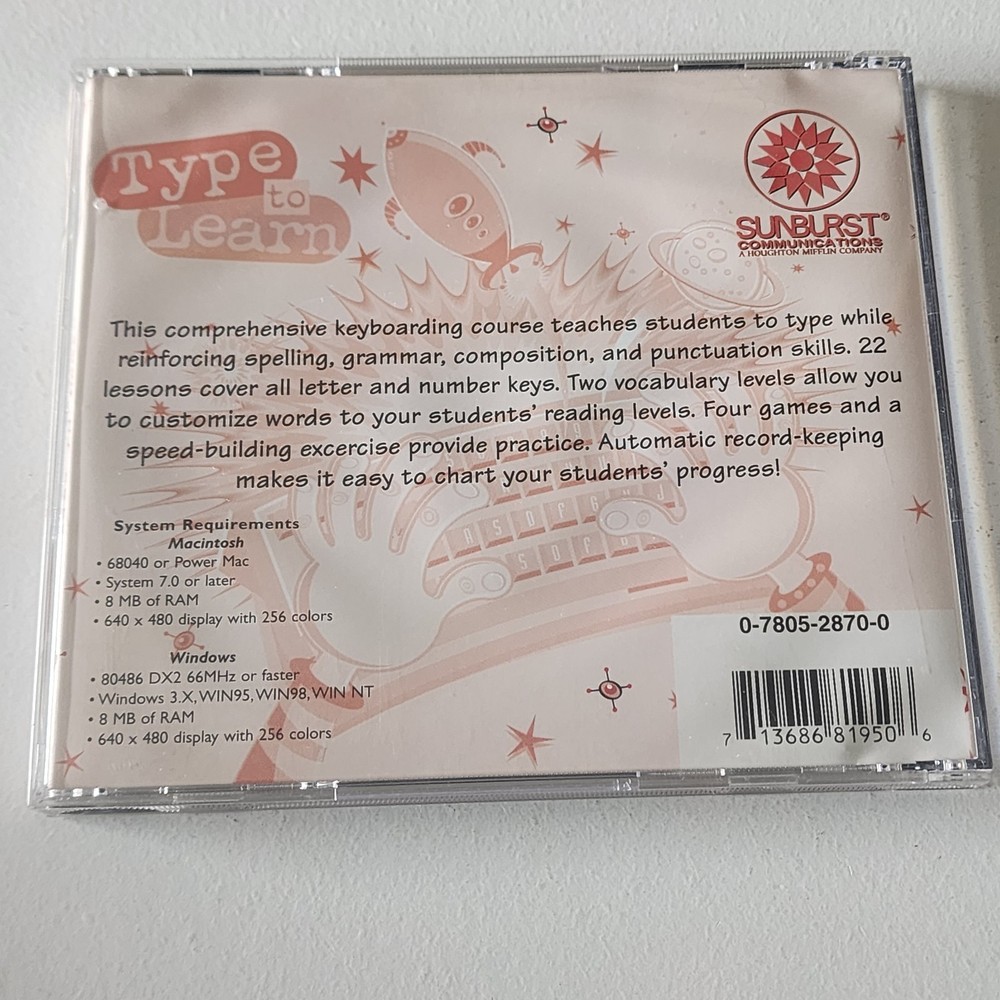 Type
to
Learn
SUNBURST®
COMMUNICATIONS
A HOUGHTON MIFFLIN COMPANY
This comprehensive keyboarding course teaches students to type while
reinforcing spelling, grammar, composition, and punctuation skills. 22
lessons cover all letter and number keys. Two vocabulary levels allow you
to customize words to your students' reading levels. Four games and a
speed-building excercise provide practice. Automatic record-keeping
makes it easy to chart your students' progress!
System Requirements
Macintosh
• 68040 or Power Mac
• System 7.0 or later
• 8 MB of RAM
• 640 x 480 display with 256 colors
Windows
• 80486 DX2 66MHz or faster
• Windows 3.X, WIN95, WIN98, WIN NT
• 8 MB of RAM
• 640 x 480 display with 256 colors
0-7805-2870-0
7 13686 81950 6